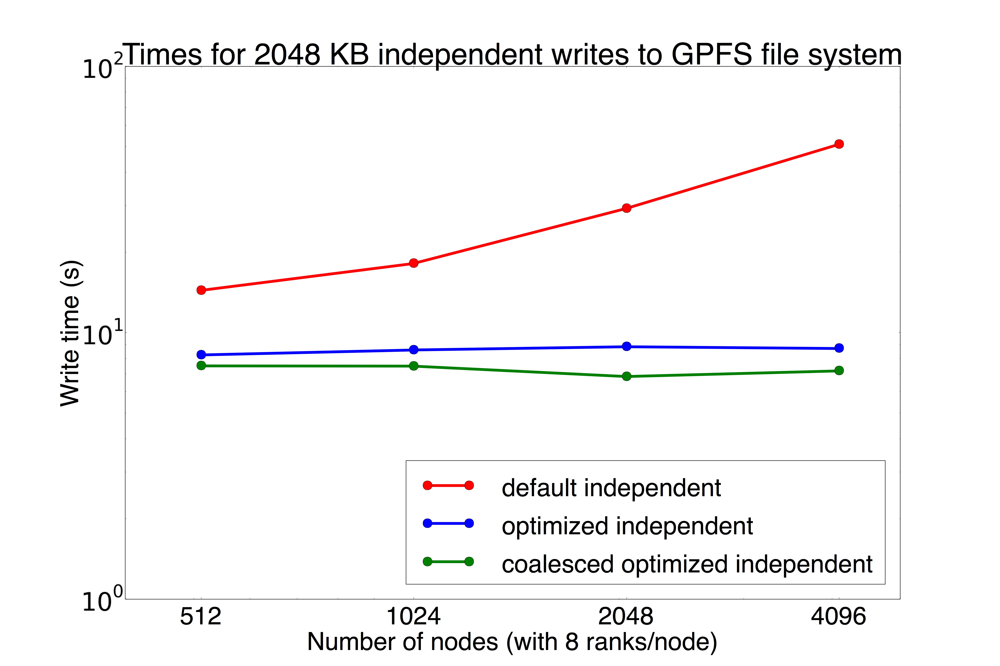 Times for 2048 KB independent writes to GPFS file system
10²
10¹
10⁰
Write time (s)
default independent
optimized independent
coalesced optimized independent
512 1024 2048 4096
Number of nodes (with 8 ranks/node)